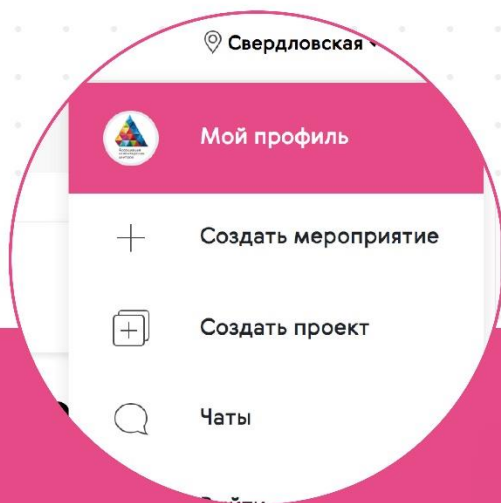 Свердловская
Мой профиль
Создать мероприятие
Создать проект
Чаты